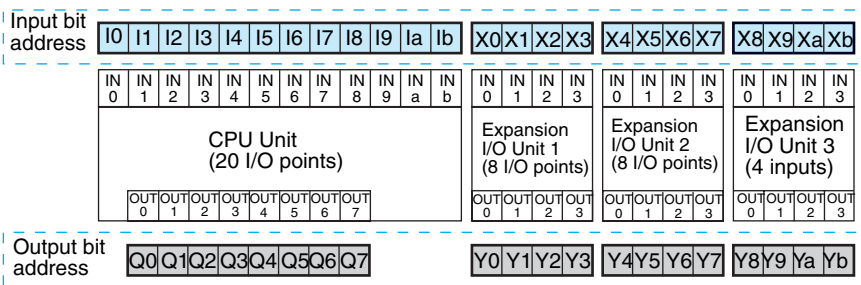 Input bit
address
I0 I1 I2 I3 I4 I5 I6 I7 I8 I9 Ia Ib X0 X1 X2 X3 X4 X5 X6 X7 X8 X9 Xa Xb
IN IN IN IN IN IN IN IN IN IN IN IN IN IN IN IN IN IN IN IN IN IN IN IN
0 1 2 3 4 5 6 7 8 9 a b 0 1 2 3 0 1 2 3 0 1 2 3
CPU Unit
(20 I/O points)
Expansion
I/O Unit 1
(8 I/O points)
Expansion
I/O Unit 2
(8 I/O points)
Expansion
I/O Unit 3
(4 inputs)
OUT OUT OUT OUT OUT OUT OUT OUT OUT OUT OUT OUT OUT OUT OUT OUT OUT OUT OUT OUT
0 1 2 3 4 5 6 7 0 1 2 3 0 1 2 3 0 1 2 3
Output bit
address
Q0 Q1 Q2 Q3 Q4 Q5 Q6 Q7 Y0 Y1 Y2 Y3 Y4 Y5 Y6 Y7 Y8 Y9 Ya Yb